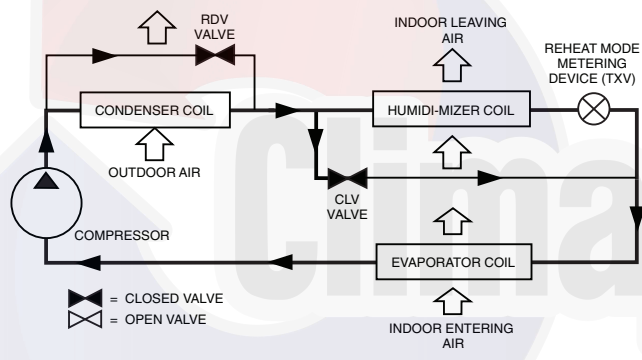 RDV
VALVE
INDOOR LEAVING
AIR
REHEAT MODE
METERING
DEVICE (TXV)
CONDENSER COIL
HUMIDI-MIZER COIL
OUTDOOR AIR
CLV
VALVE
COMPRESSOR
EVAPORATOR COIL
= CLOSED VALVE
= OPEN VALVE
INDOOR ENTERING
AIR
Clima